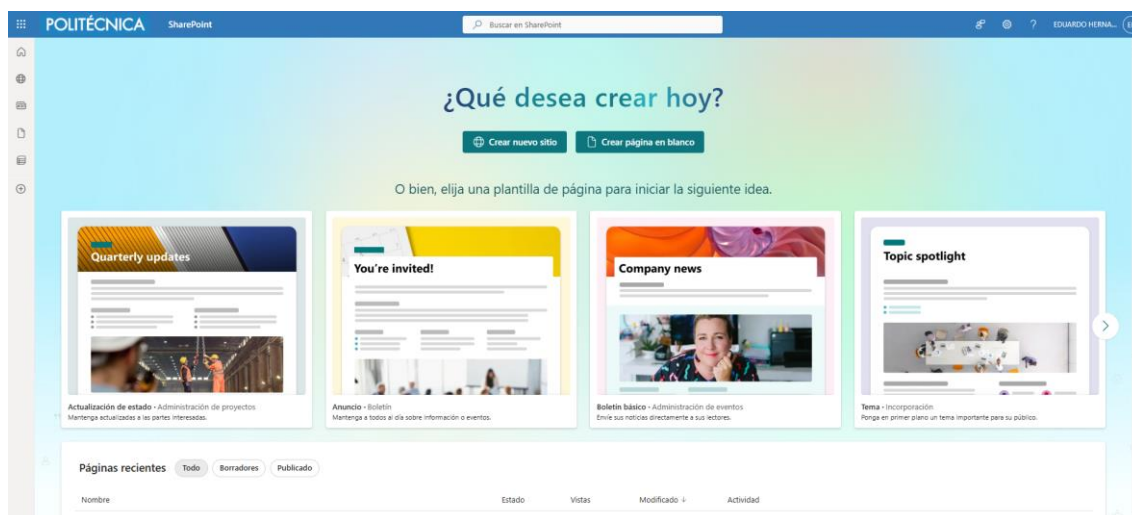 POLITÉCNICA SharePoint Buscar en SharePoint ? EDUARDO HERNA...
¿Qué desea crear hoy?
Crear nuevo sitio Crear página en blanco
O bien, elija una plantilla de página para iniciar la siguiente idea.
Quarterly updates
You're invited!
Company news
Topic spotlight
Actualización de estado • Administración de proyectos
Mantenga actualizadas a las partes interesadas.
Anuncio • Boletín
Mantenga a todos al día sobre información o eventos.
Boletín básico • Administración de eventos
Envíe sus noticias directamente a sus lectores.
Tema • Incorporación
Ponga en primer plano un tema importante para su público.
Páginas recientes Todo Borradores Publicado
Nombre Estado Vistas Modificado ↓ Actividad